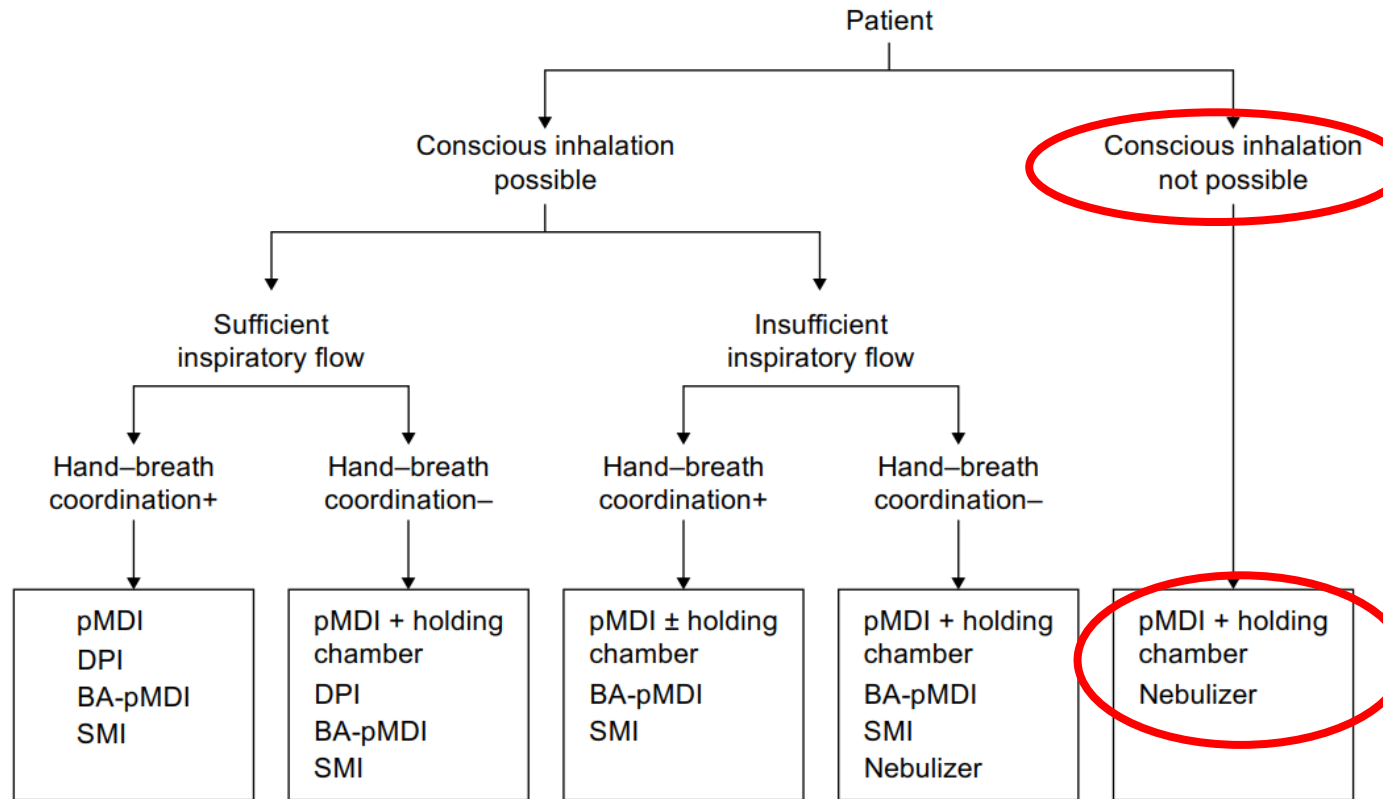 Patient
Conscious inhalation
possible
Conscious inhalation
not possible
Sufficient
inspiratory flow
Insufficient
inspiratory flow
Hand–breath
coordination+
Hand–breath
coordination–
Hand–breath
coordination+
Hand–breath
coordination–
pMDI
DPI
BA-pMDI
SMI
pMDI + holding
chamber
DPI
BA-pMDI
SMI
pMDI ± holding
chamber
BA-pMDI
SMI
pMDI + holding
chamber
BA-pMDI
SMI
Nebulizer
pMDI + holding
chamber
Nebulizer